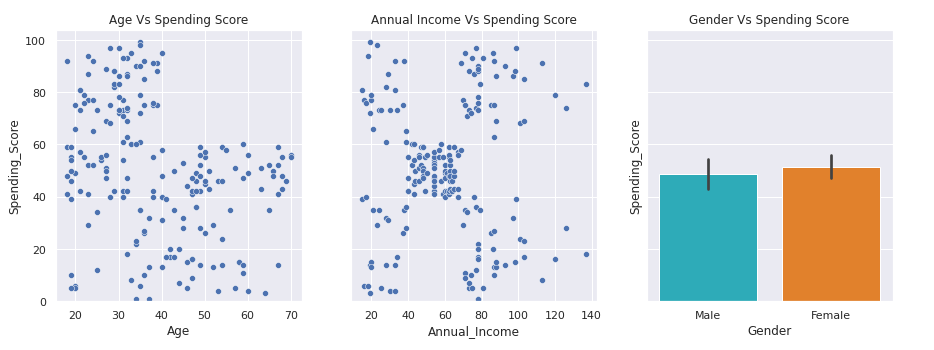 Age Vs Spending Score
Annual Income Vs Spending Score
Gender Vs Spending Score
100
80
60
40
20
0
Spending_Score
20 30 40 50 60 70
Age
Spending_Score
20 40 60 80 100 120 140
Annual_Income
Spending_Score
Male Female
Gender